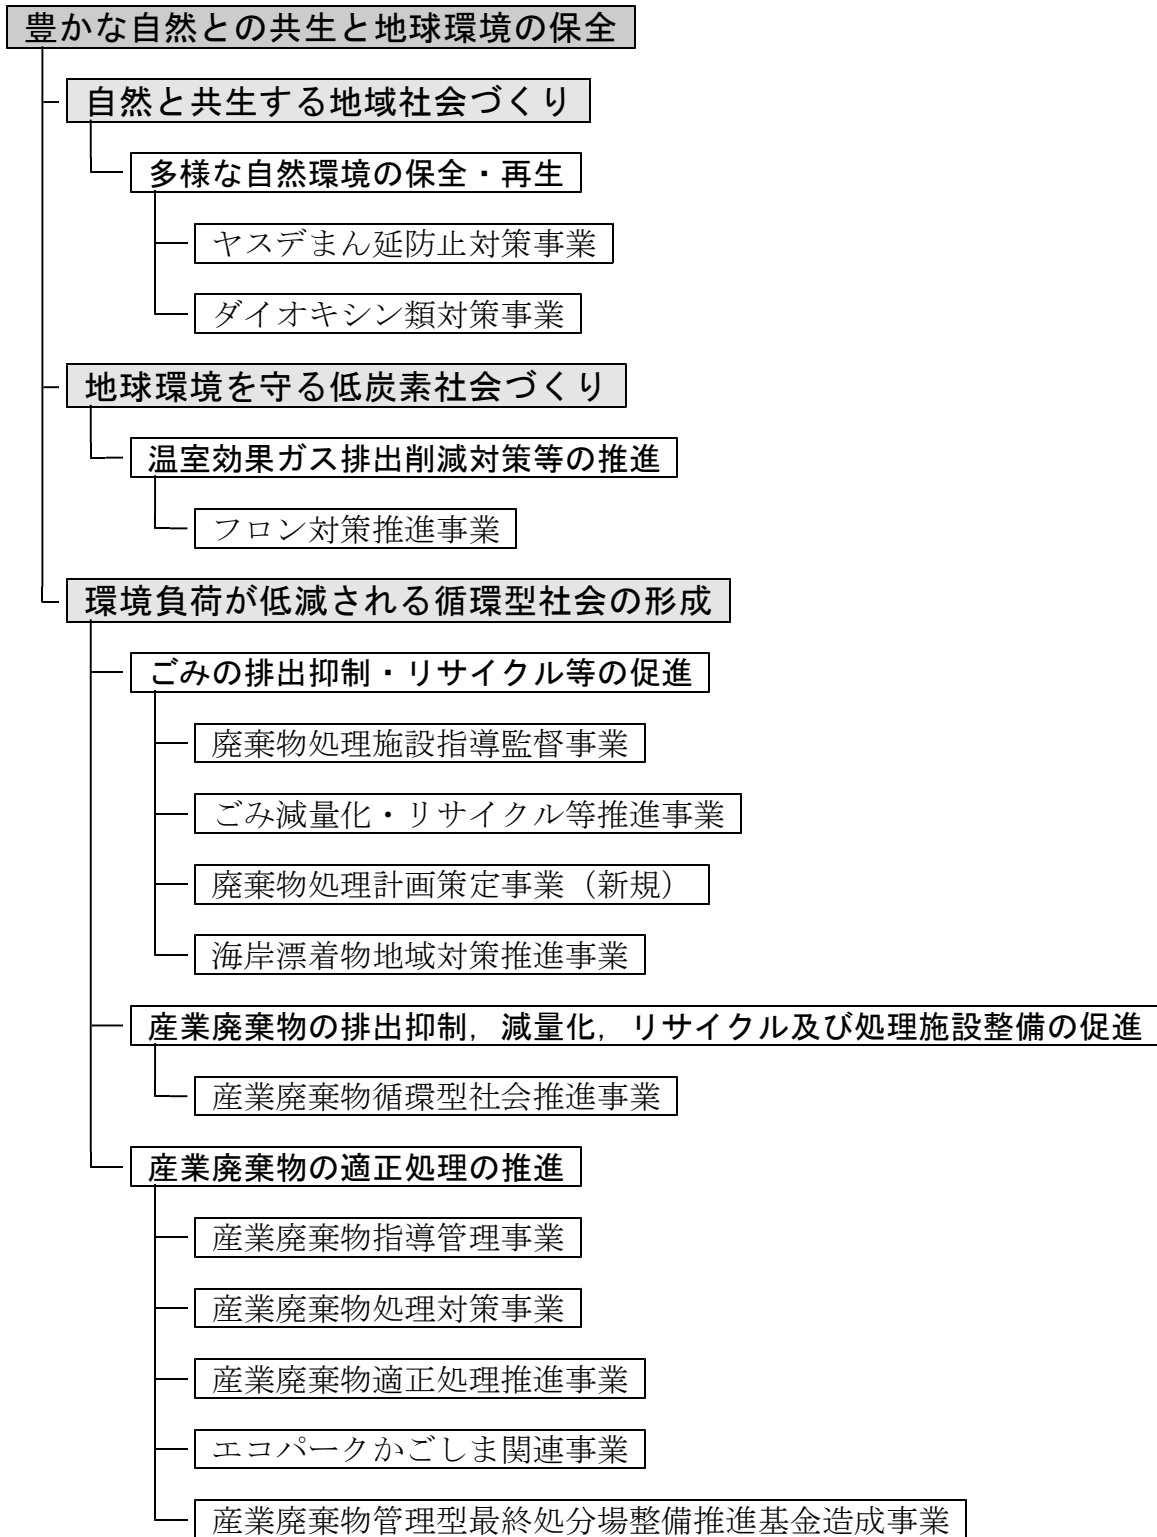 豊かな自然との共生と地球環境の保全
自然と共生する地域社会づくり
多様な自然環境の保全・再生
ヤスデまん延防止対策事業
ダイオキシン類対策事業
地球環境を守る低炭素社会づくり
温室効果ガス排出削減対策等の推進
フロン対策推進事業
環境負荷が低減される循環型社会の形成
ごみの排出抑制・リサイクル等の促進
廃棄物処理施設指導監督事業
ごみ減量化・リサイクル等推進事業
廃棄物処理計画策定事業（新規）
海岸漂着物地域対策推進事業
産業廃棄物の排出抑制，減量化，リサイクル及び処理施設整備の促進
産業廃棄物循環型社会推進事業
産業廃棄物の適正処理の推進
産業廃棄物指導管理事業
産業廃棄物処理対策事業
産業廃棄物適正処理推進事業
エコパークかごしま関連事業
産業廃棄物管理型最終処分場整備推進基金造成事業